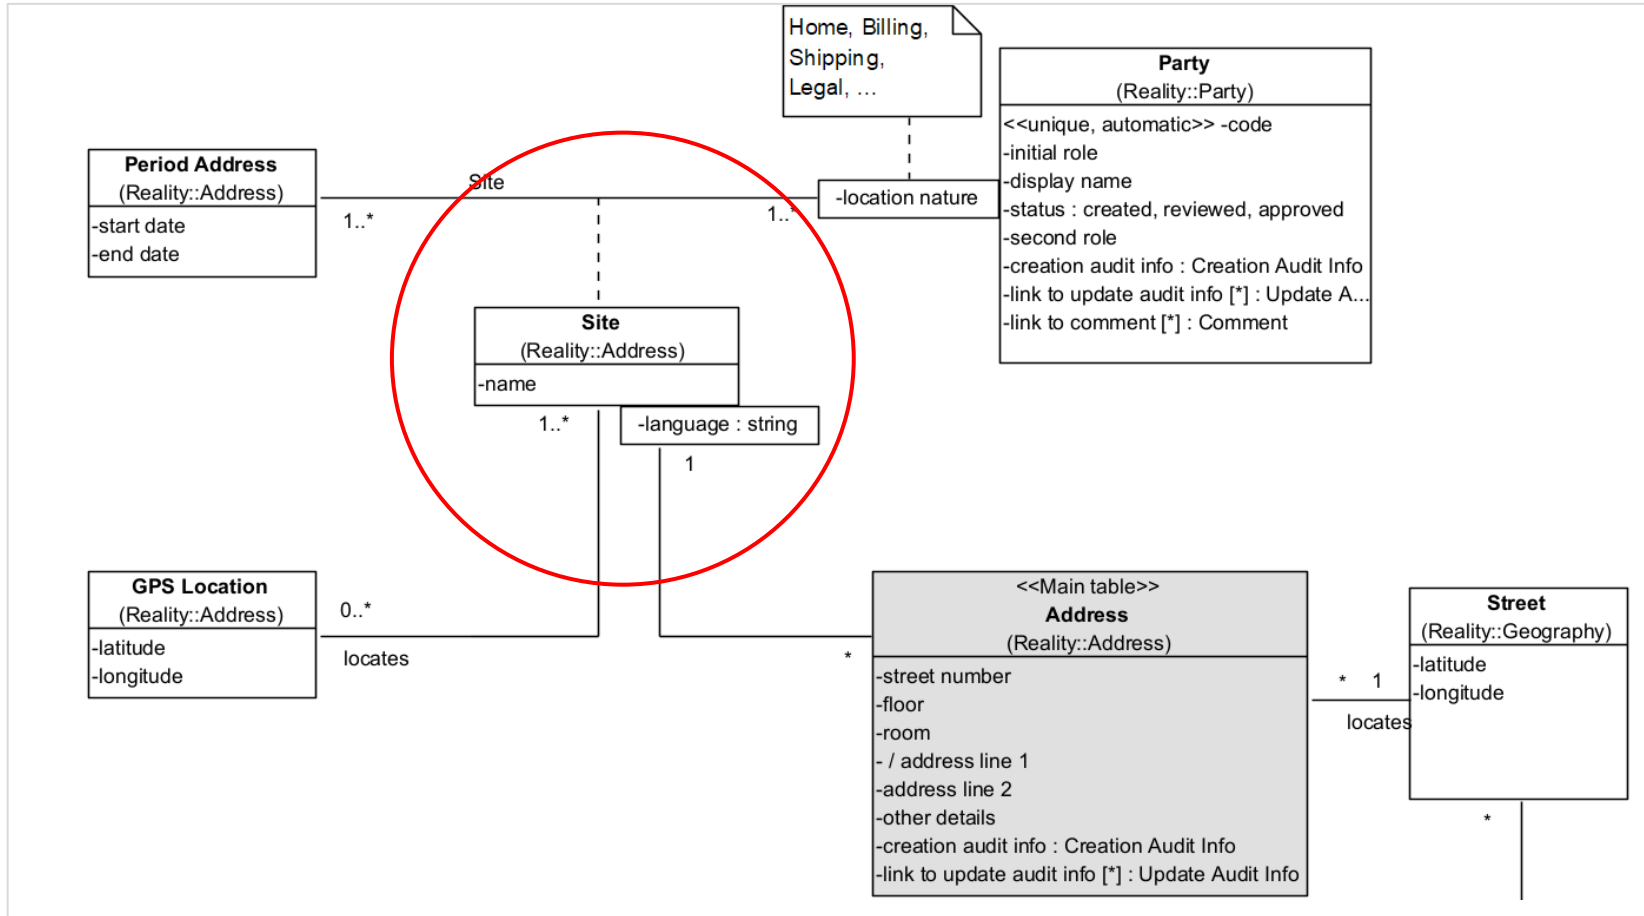 Home, Billing,
Shipping,
Legal, ...
Party
(Reality::Party)
<<unique, automatic>> -code
-initial role
-display name
-status : created, reviewed, approved
-second role
-creation audit info : Creation Audit Info
-link to update audit info [*] : Update A...
-link to comment [*] : Comment
Period Address
(Reality::Address)
-start date
-end date
Site
1..*
1..*
-location nature
Site
(Reality::Address)
-name
1..*
-language : string
1
GPS Location
(Reality::Address)
-latitude
-longitude
0..*
locates
*
<<Main table>>
Address
(Reality::Address)
-street number
-floor
-room
- / address line 1
-address line 2
-other details
-creation audit info : Creation Audit Info
-link to update audit info [*] : Update Audit Info
* 1
locates
Street
(Reality::Geography)
-latitude
-longitude
*